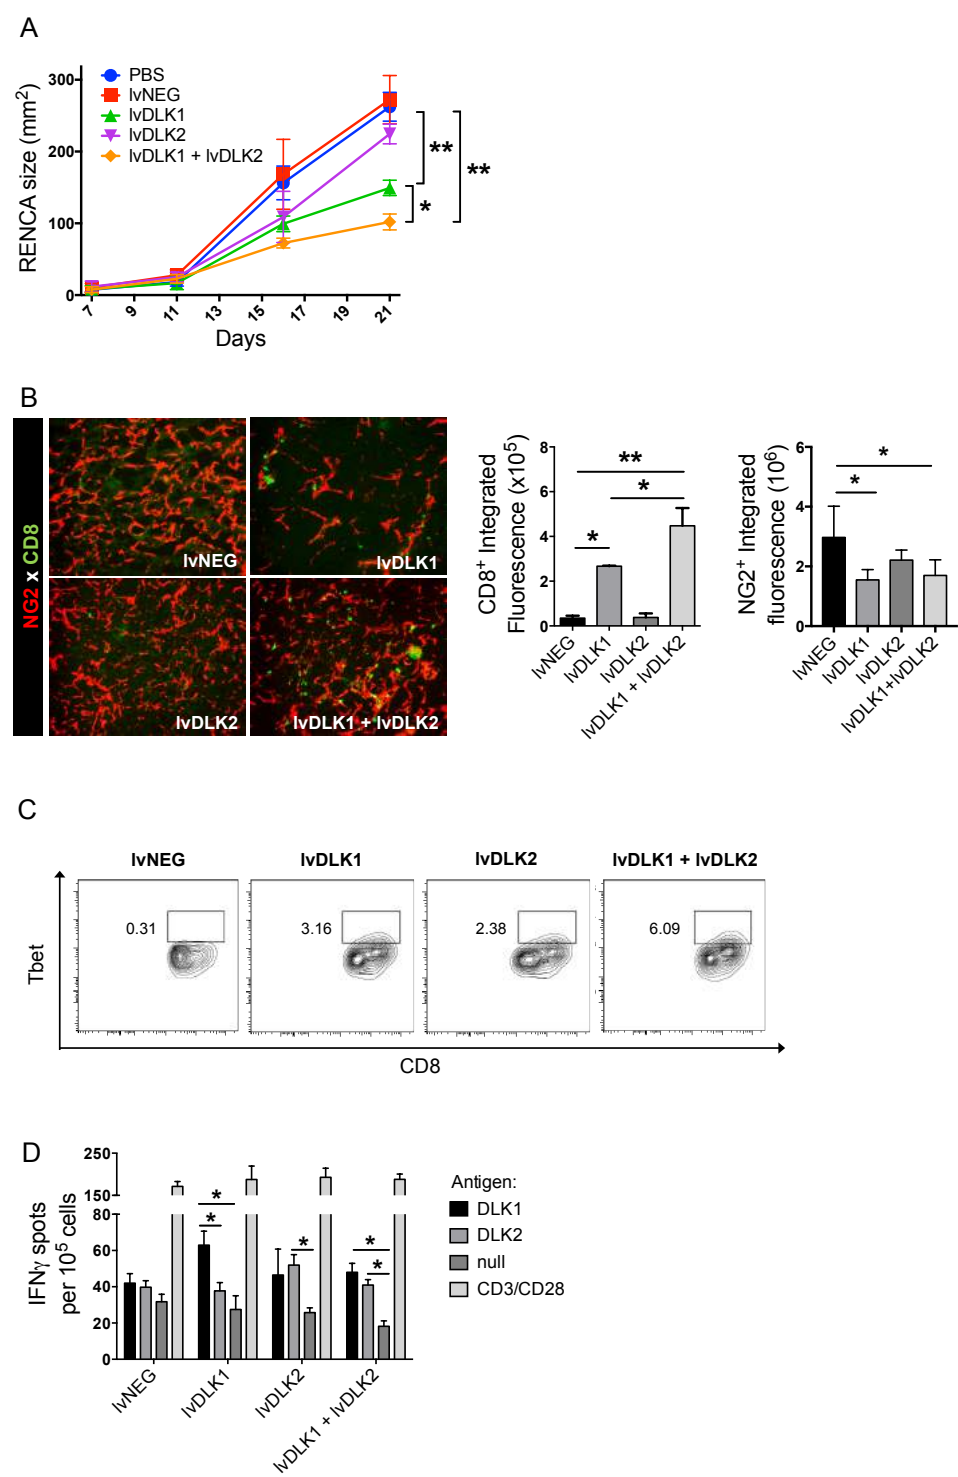 A
PBS
lvNEG
lvDLK1
lvDLK2
lvDLK1 + lvDLK2
RENCA size (mm²)
300
200
100
0
7 9 11 13 15 17 19 21
Days
** ** *
B
NG2 x CD8
lvNEG
lvDLK1
lvDLK2
lvDLK1 + lvDLK2
CD8⁺ Integrated
Fluorescence (x10⁵)
8
6
4
2
0
**
*
*
lvNEG lvDLK1 lvDLK2 lvDLK1 + lvDLK2
NG2⁺ Integrated
fluorescence (10⁶)
6
4
2
0
*
*
lvNEG lvDLK1 lvDLK2 lvDLK1+lvDLK2
C
lvNEG lvDLK1 lvDLK2 lvDLK1 + lvDLK2
Tbet
0.31 3.16 2.38 6.09
CD8
D
IFNγ spots
per 10⁵ cells
250
150
80
60
40
20
0
* * * * *
lvNEG lvDLK1 lvDLK2 lvDLK1 + lvDLK2
Antigen:
DLK1
DLK2
null
CD3/CD28